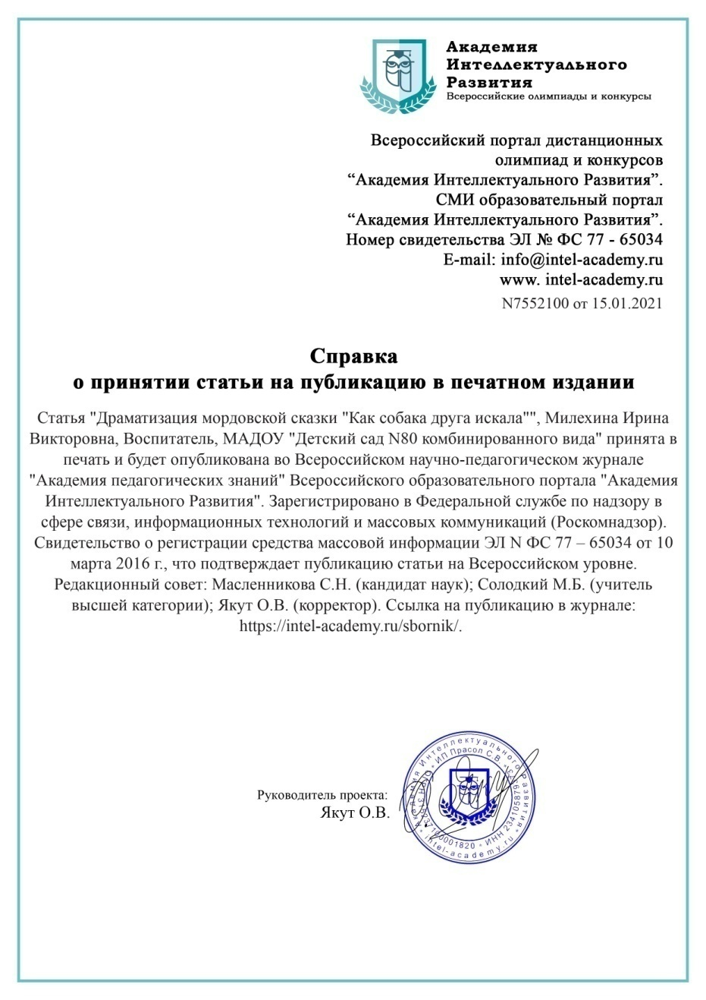 Академия
Интеллектуального
Развития
Всероссийские олимпиады и конкурсы
Всероссийский портал дистанционных
олимпиад и конкурсов
“Академия Интеллектуального Развития”.
СМИ образовательный портал
“Академия Интеллектуального Развития”.
Номер свидетельства ЭЛ № ФС 77 - 65034
E-mail: info@intel-academy.ru
www. intel-academy.ru
N7552100 от 15.01.2021
Справка
о принятии статьи на публикацию в печатном издании
Статья "Драматизация мордовской сказки "Как собака друга искала"", Милехина Ирина
Викторовна, Воспитатель, МАДОУ "Детский сад N80 комбинированного вида" принята в
печать и будет опубликована во Всероссийском научно-педагогическом журнале
"Академия педагогических знаний" Всероссийского образовательного портала "Академия
Интеллектуального Развития". Зарегистрировано в Федеральной службе по надзору в
сфере связи, информационных технологий и массовых коммуникаций (Роскомнадзор).
Свидетельство о регистрации средства массовой информации ЭЛ N ФС 77 – 65034 от 10
марта 2016 г., что подтверждает публикацию статьи на Всероссийском уровне.
Редакционный совет: Масленникова С.Н. (кандидат наук); Солодкий М.Б. (учитель
высшей категории); Якут О.В. (корректор). Ссылка на публикацию в журнале:
https://intel-academy.ru/sbornik/.
Руководитель проекта:
Якут О.В.
Академия Интеллектуального Развития
intel-academy.ru
ИП Прасол С.В.
ИНН